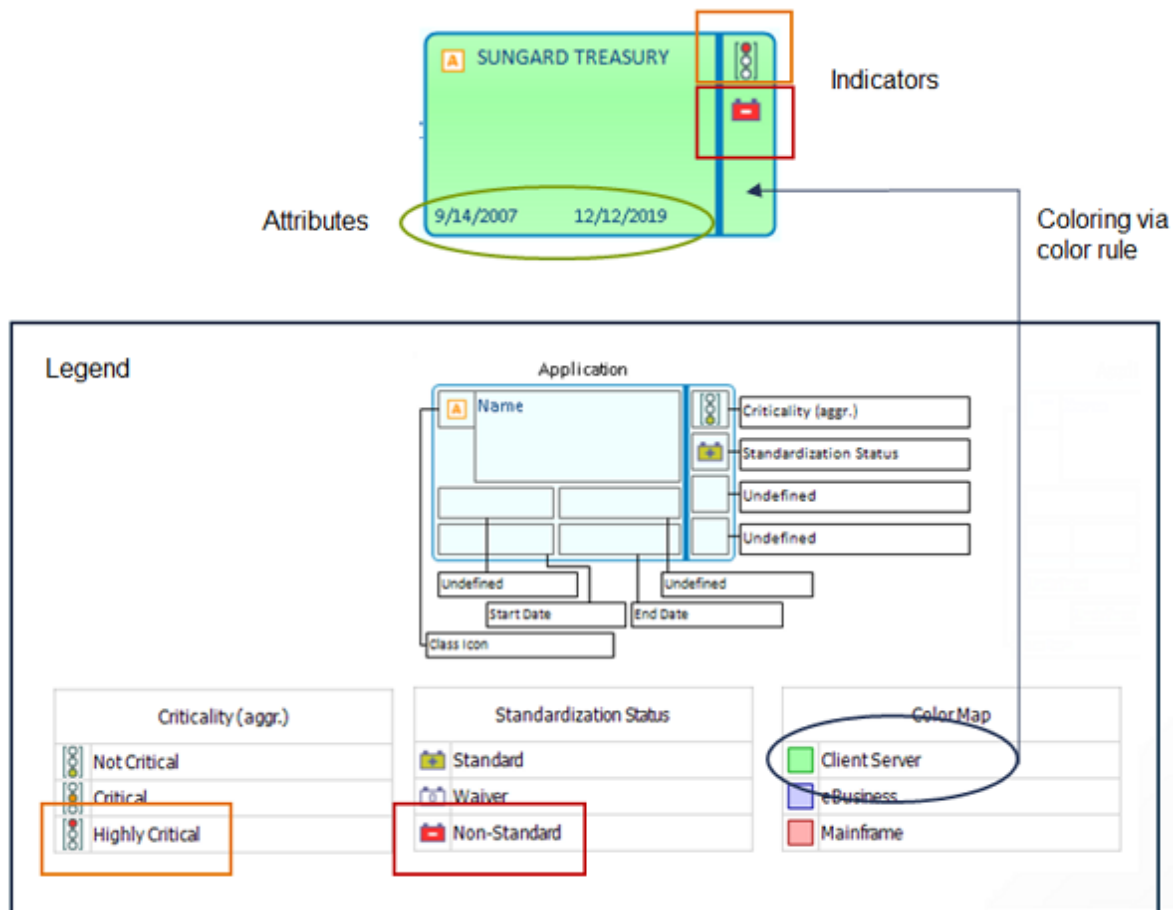 A SUNGARD TREASURY
Indicators
Attributes
9/14/2007 12/12/2019
Coloring via
color rule
Legend
Application
A Name
Criticality (aggr.)
Standardization Status
Undefined
Undefined
Undefined Undefined
Start Date End Date
Class Icon
Criticality (aggr.)
Not Critical
Critical
Highly Critical
Standardization Status
Standard
Waiver
Non-Standard
Color Map
Client Server
eBusiness
Mainframe